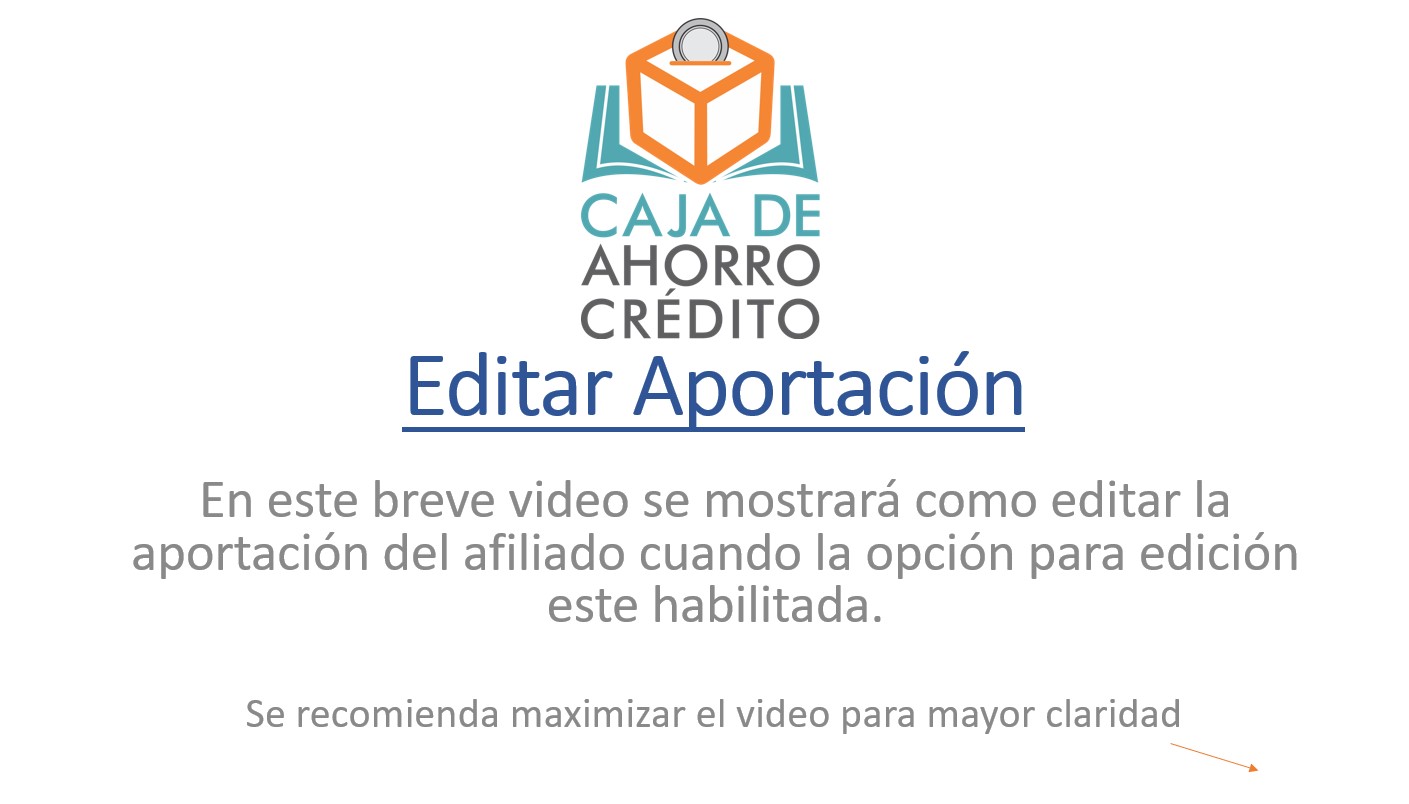 CAJA DE
AHORRO
CRÉDITO
Editar Aportación
En este breve video se mostrará como editar la
aportación del afiliado cuando la opción para edición
este habilitada.
Se recomienda maximizar el video para mayor claridad